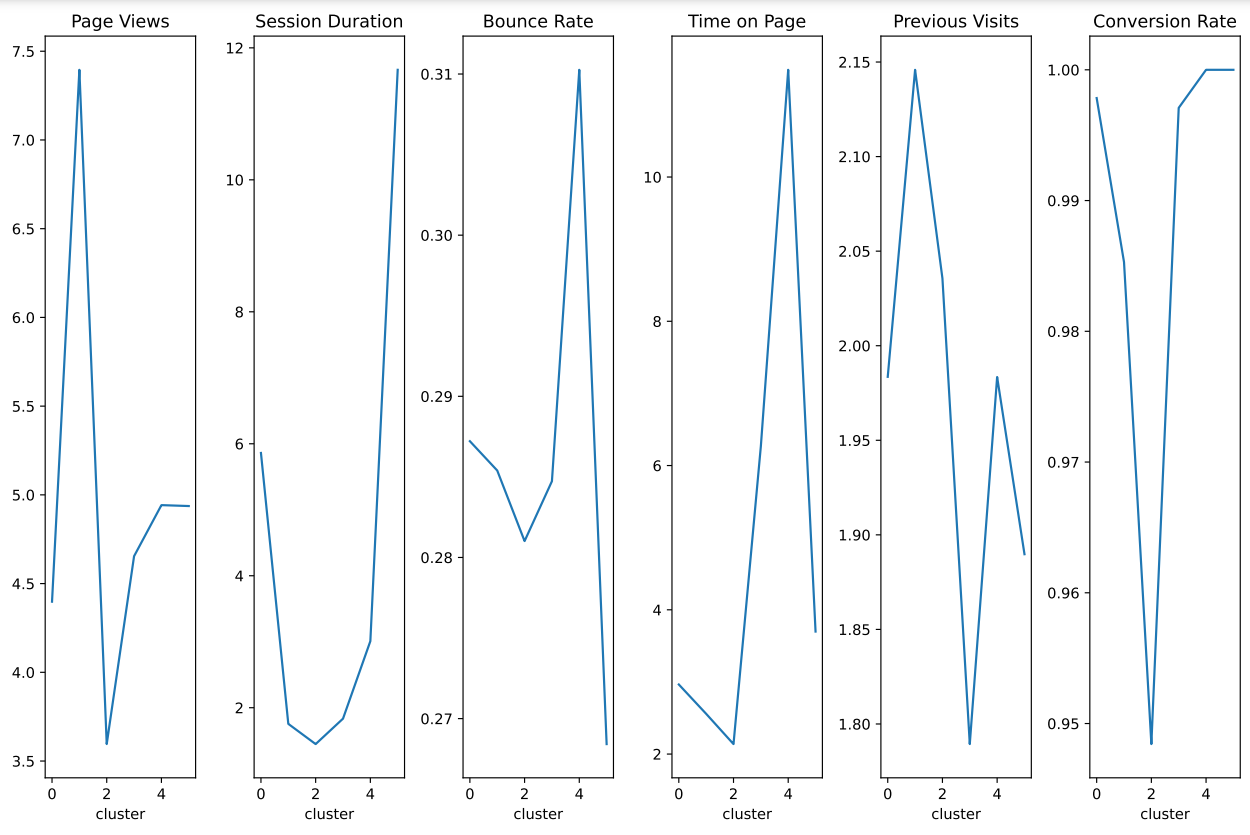 Page Views
7.5
7.0
6.5
6.0
5.5
5.0
4.5
4.0
3.5
0 2 4
cluster
Session Duration
12
10
8
6
4
2
0 2 4
cluster
Bounce Rate
0.31
0.30
0.29
0.28
0.27
0 2 4
cluster
Time on Page
10
8
6
4
2
0 2 4
cluster
Previous Visits
2.15
2.10
2.05
2.00
1.95
1.90
1.85
1.80
0 2 4
cluster
Conversion Rate
1.00
0.99
0.98
0.97
0.96
0.95
0 2 4
cluster